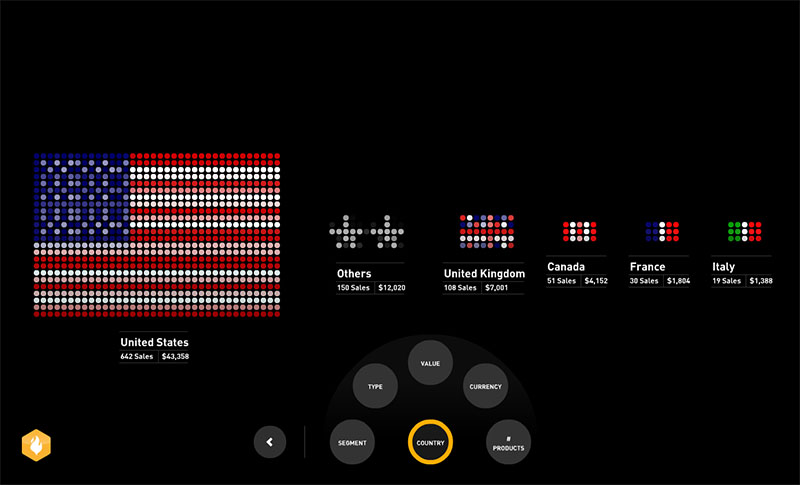 United States
642 Sales $43,358
Others
150 Sales $12,020
United Kingdom
108 Sales $7,001
Canada
51 Sales $4,152
France
30 Sales $1,804
Italy
19 Sales $1,388
VALUE
TYPE
CURRENCY
SEGMENT
COUNTRY
#
PRODUCTS